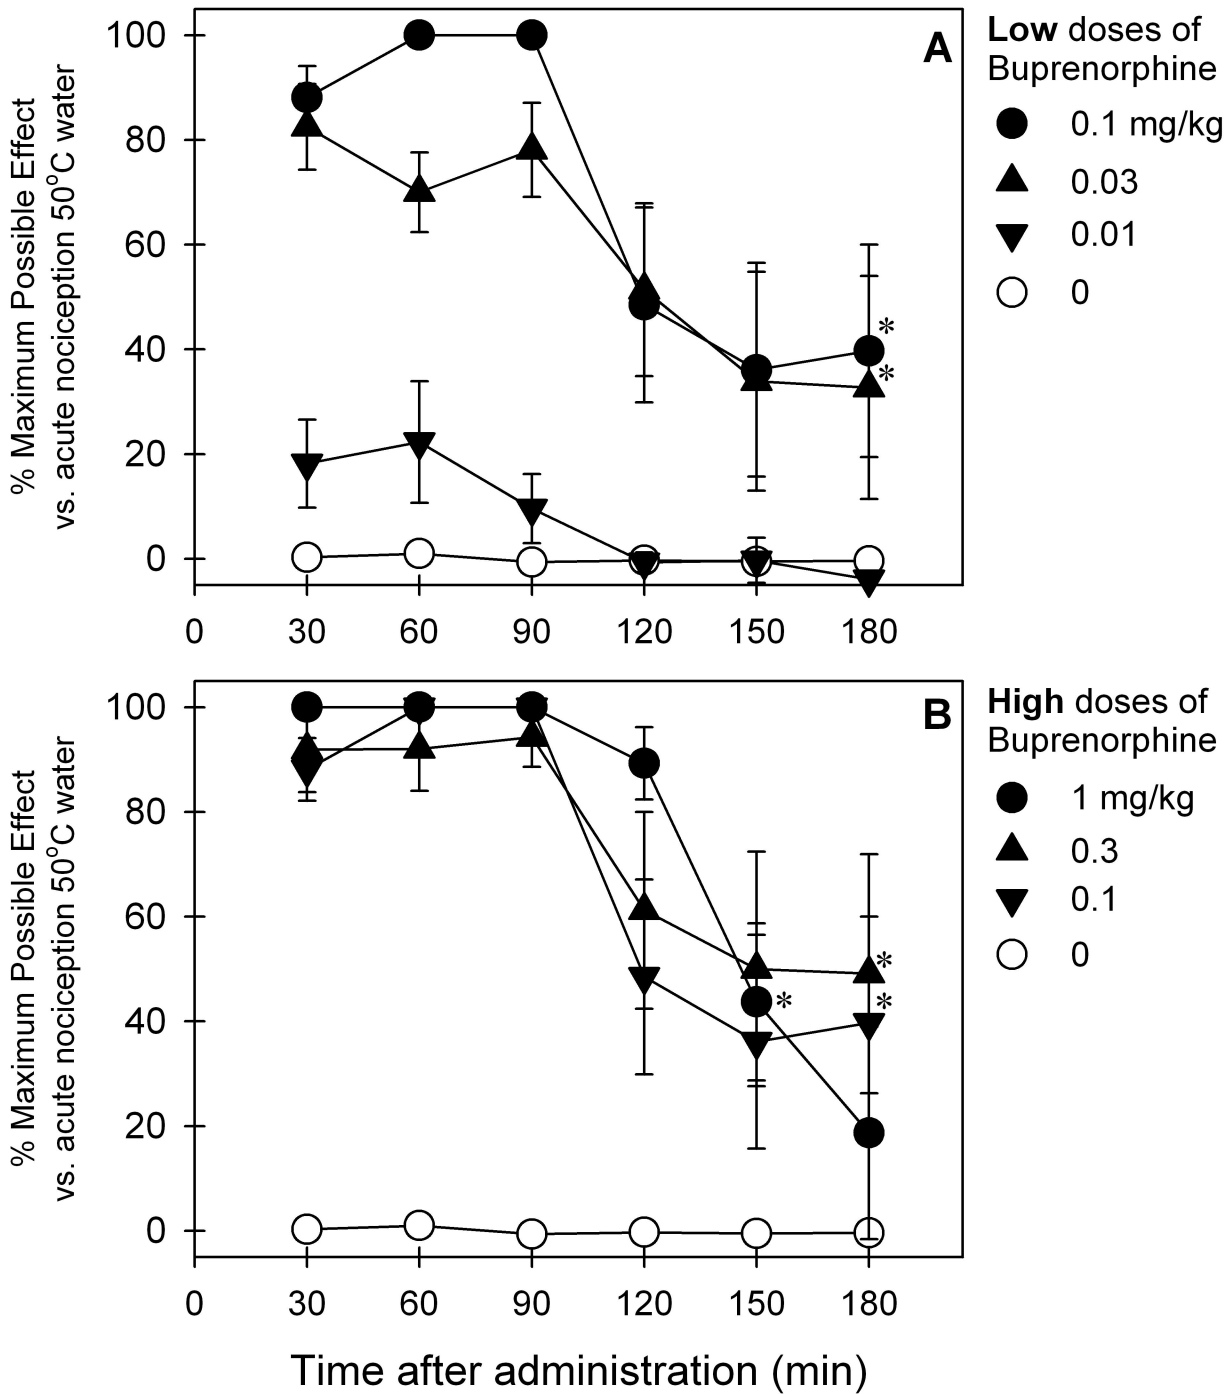 % Maximum Possible Effect
vs. acute nociception 50°C water
100
80
60
40
20
0
A
*
*
0 30 60 90 120 150 180
Low doses of
Buprenorphine
0.1 mg/kg
0.03
0.01
0
% Maximum Possible Effect
vs. acute nociception 50°C water
100
80
60
40
20
0
B
*
*
*
0 30 60 90 120 150 180
High doses of
Buprenorphine
1 mg/kg
0.3
0.1
0
Time after administration (min)